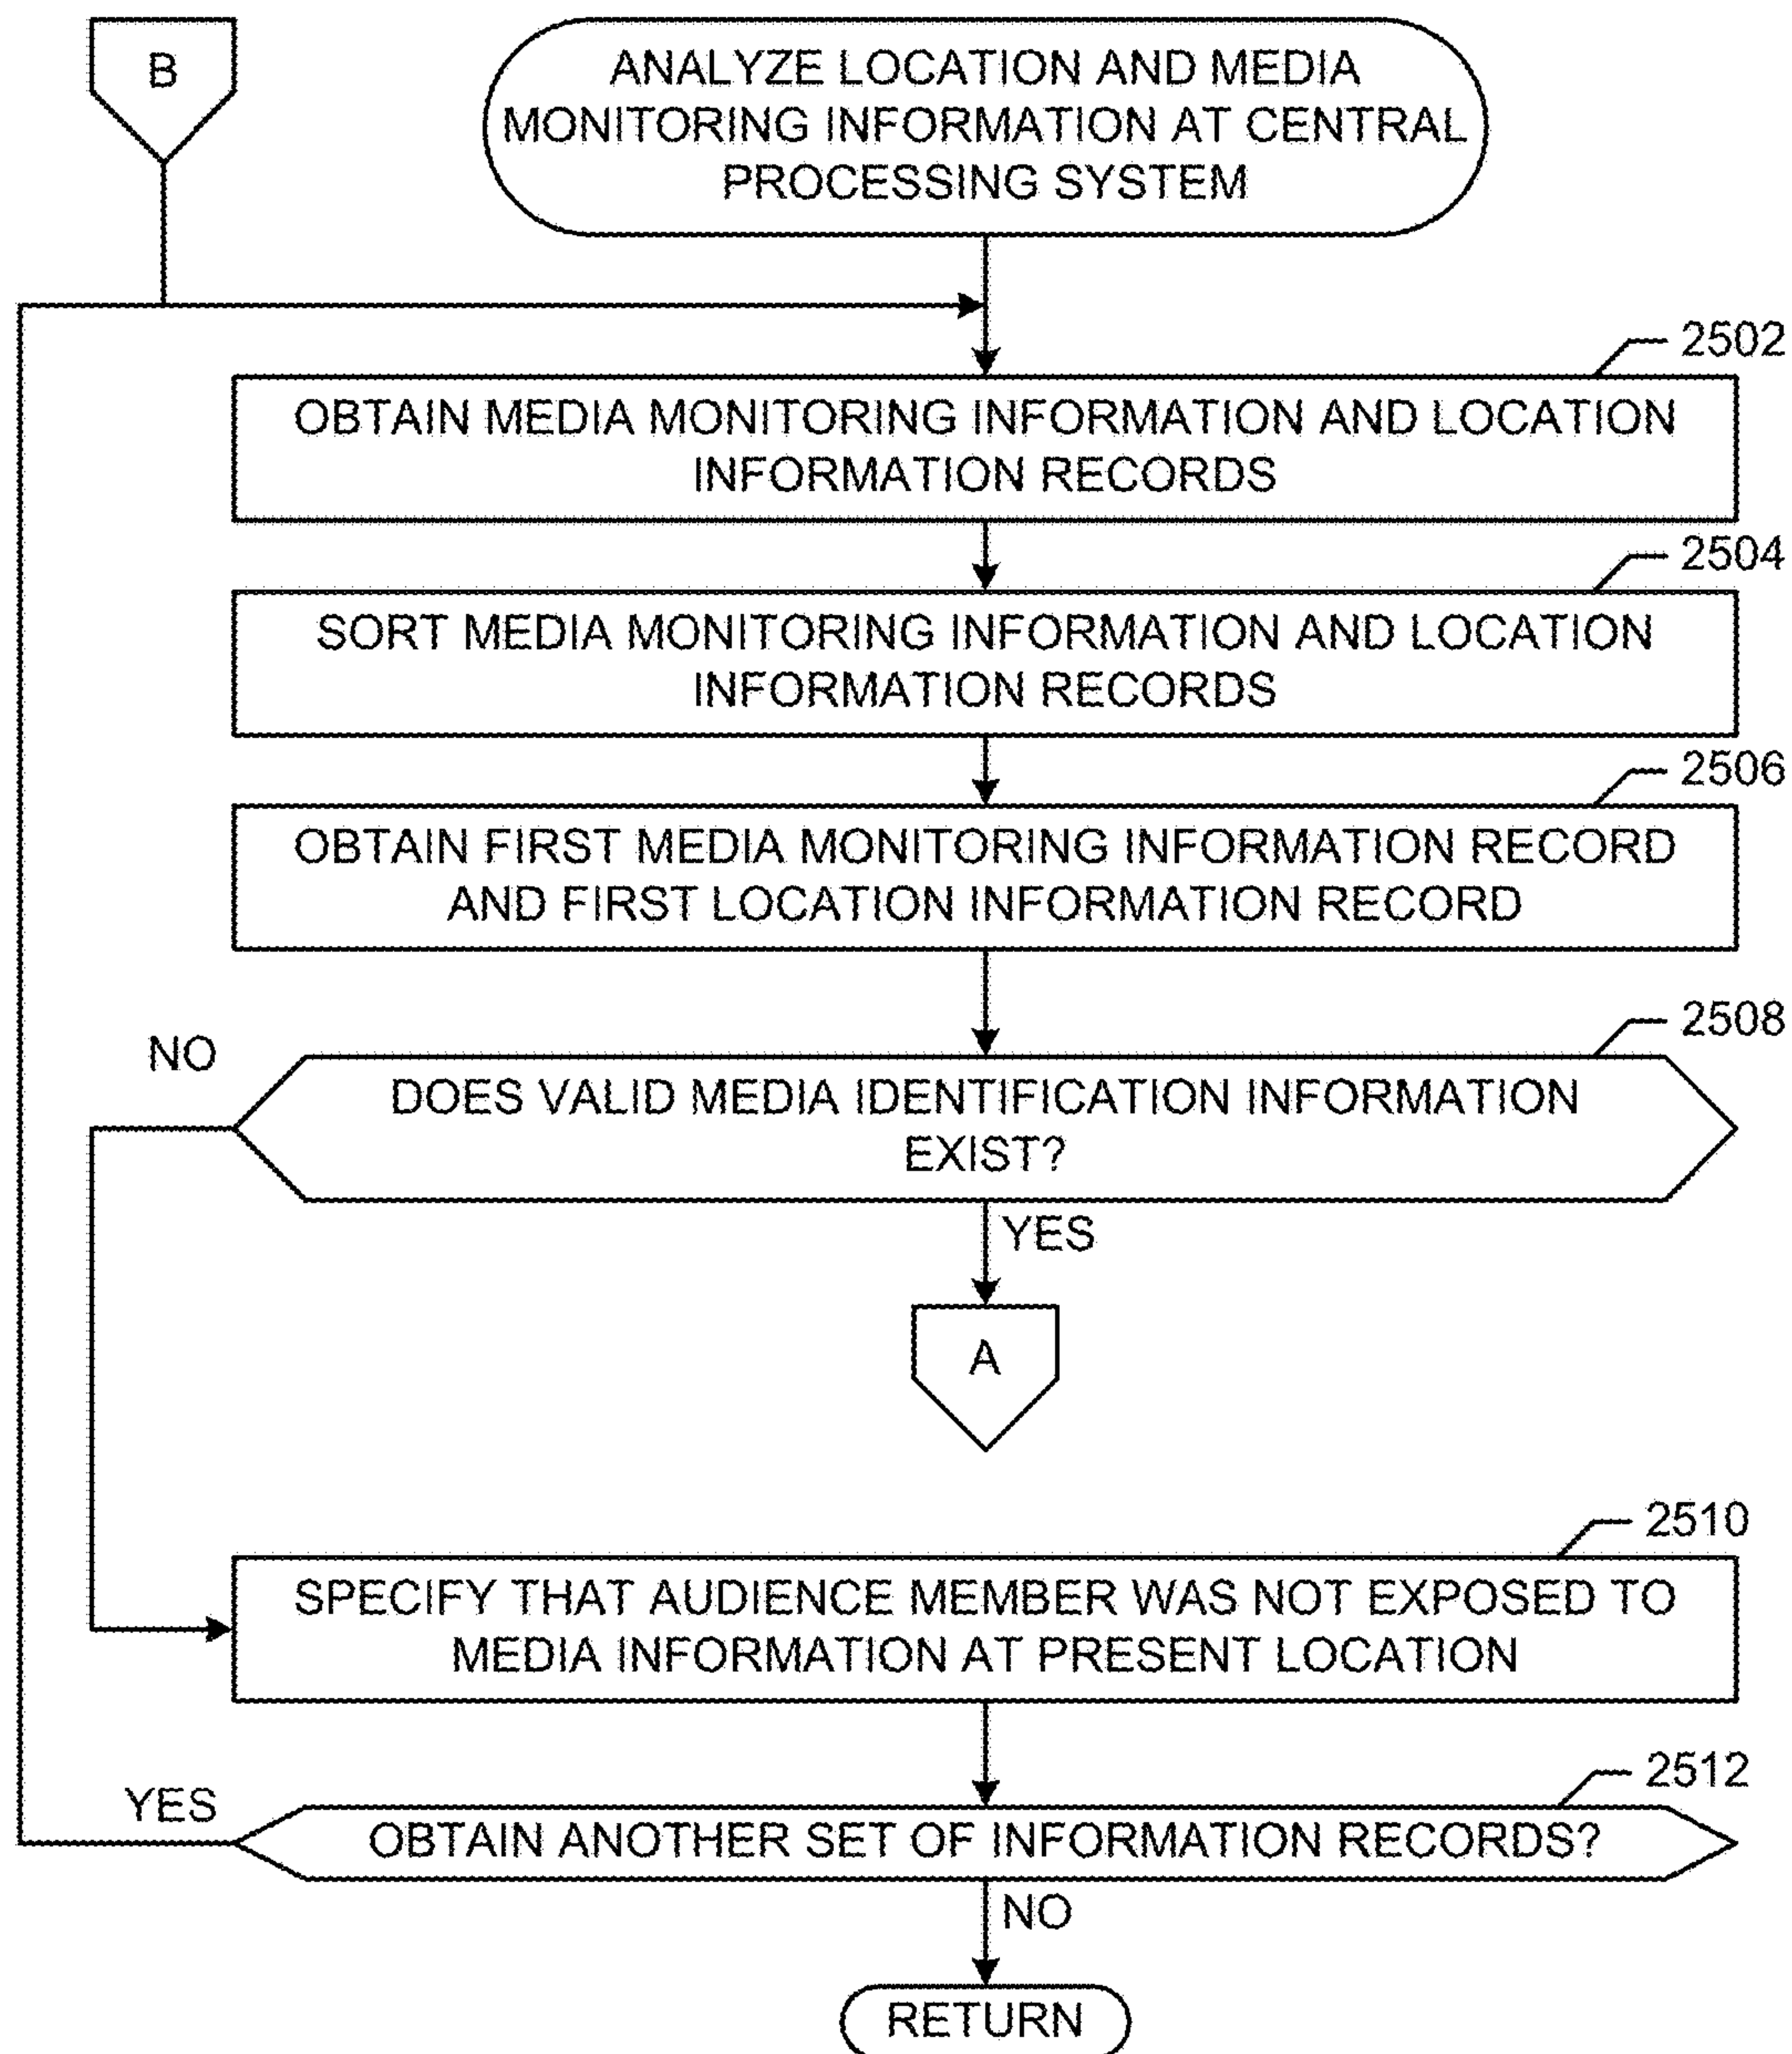 B
ANALYZE LOCATION AND MEDIA
MONITORING INFORMATION AT CENTRAL
PROCESSING SYSTEM
2502
OBTAIN MEDIA MONITORING INFORMATION AND LOCATION
INFORMATION RECORDS
2504
SORT MEDIA MONITORING INFORMATION AND LOCATION
INFORMATION RECORDS
2506
OBTAIN FIRST MEDIA MONITORING INFORMATION RECORD
AND FIRST LOCATION INFORMATION RECORD
2508
NO
DOES VALID MEDIA IDENTIFICATION INFORMATION
EXIST?
YES
A
2510
SPECIFY THAT AUDIENCE MEMBER WAS NOT EXPOSED TO
MEDIA INFORMATION AT PRESENT LOCATION
2512
YES
OBTAIN ANOTHER SET OF INFORMATION RECORDS?
NO
RETURN